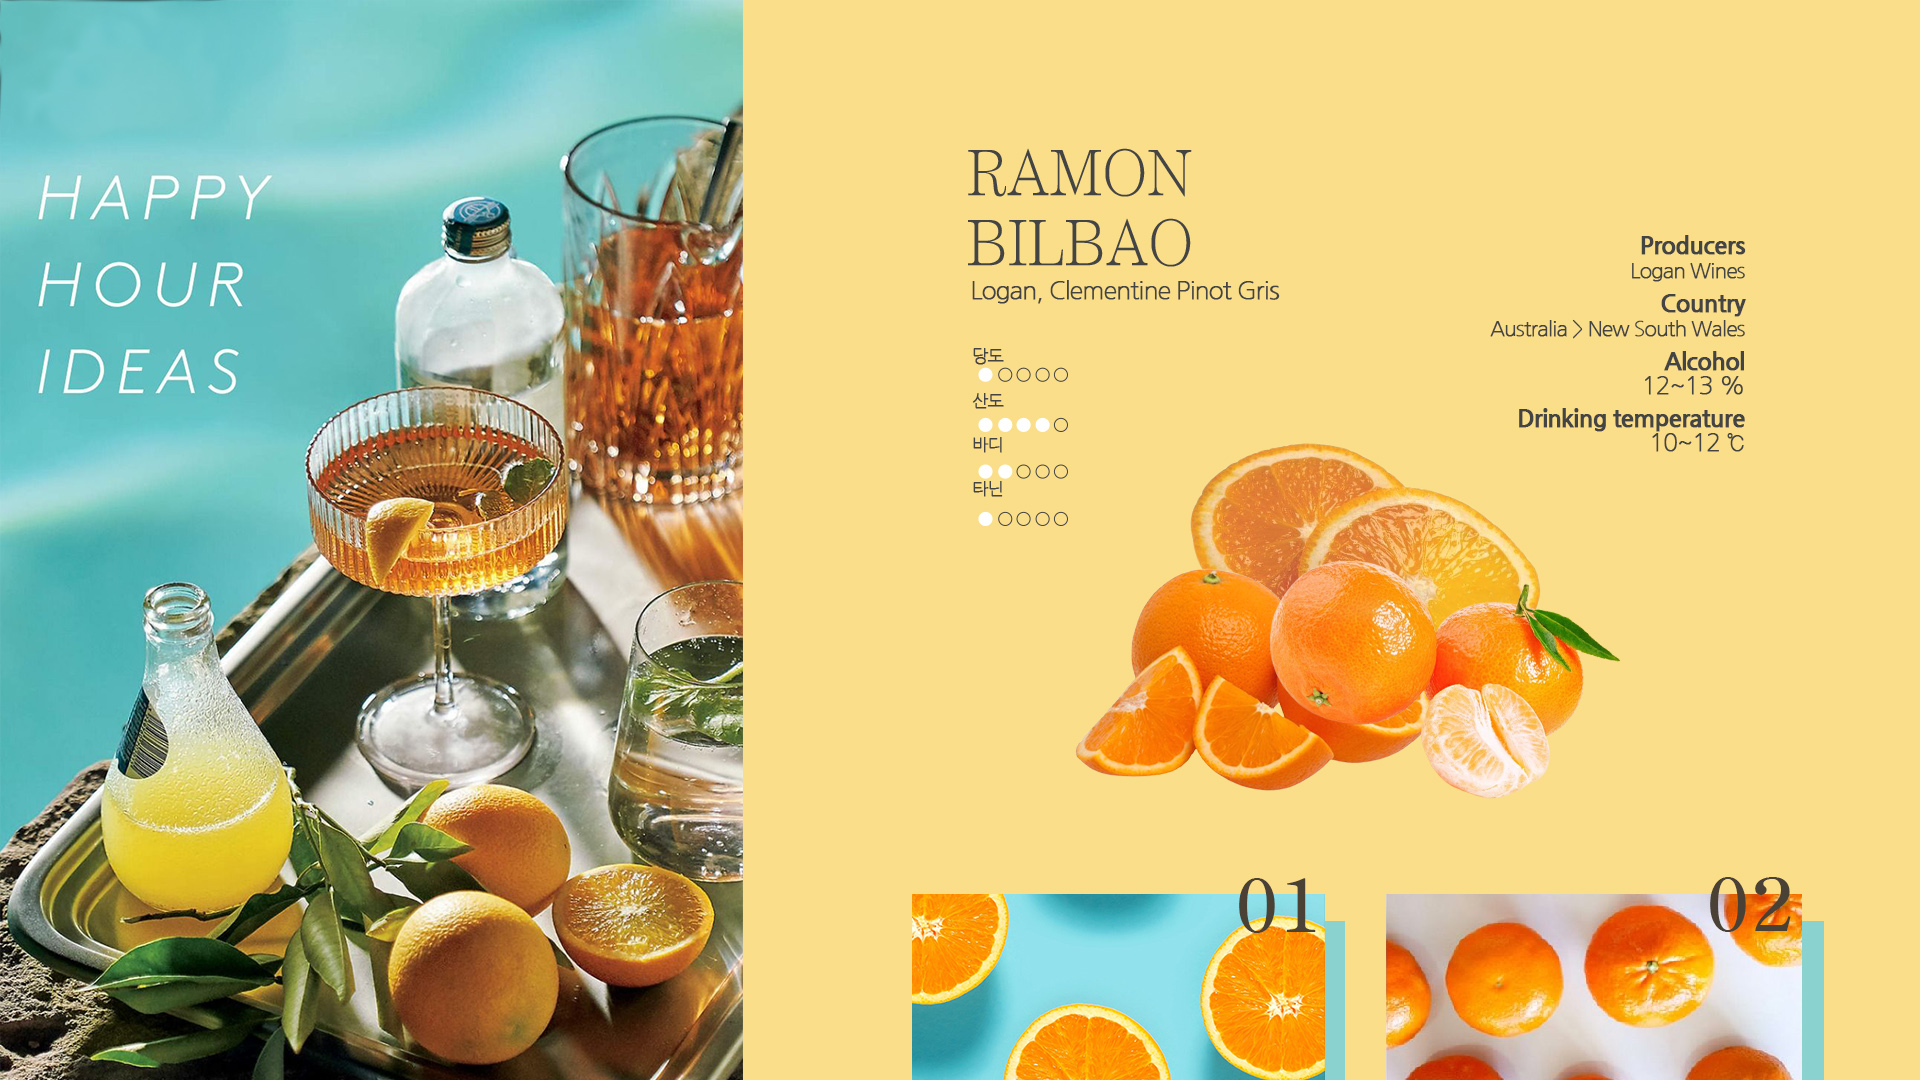 HAPPY
HOUR
IDEAS
RAMON
BILBAO
Logan, Clementine Pinot Gris
당도
산도
바디
타닌
Producers
Logan Wines
Country
Australia > New South Wales
Alcohol
12~13 %
Drinking temperature
10~12 ℃
01
02